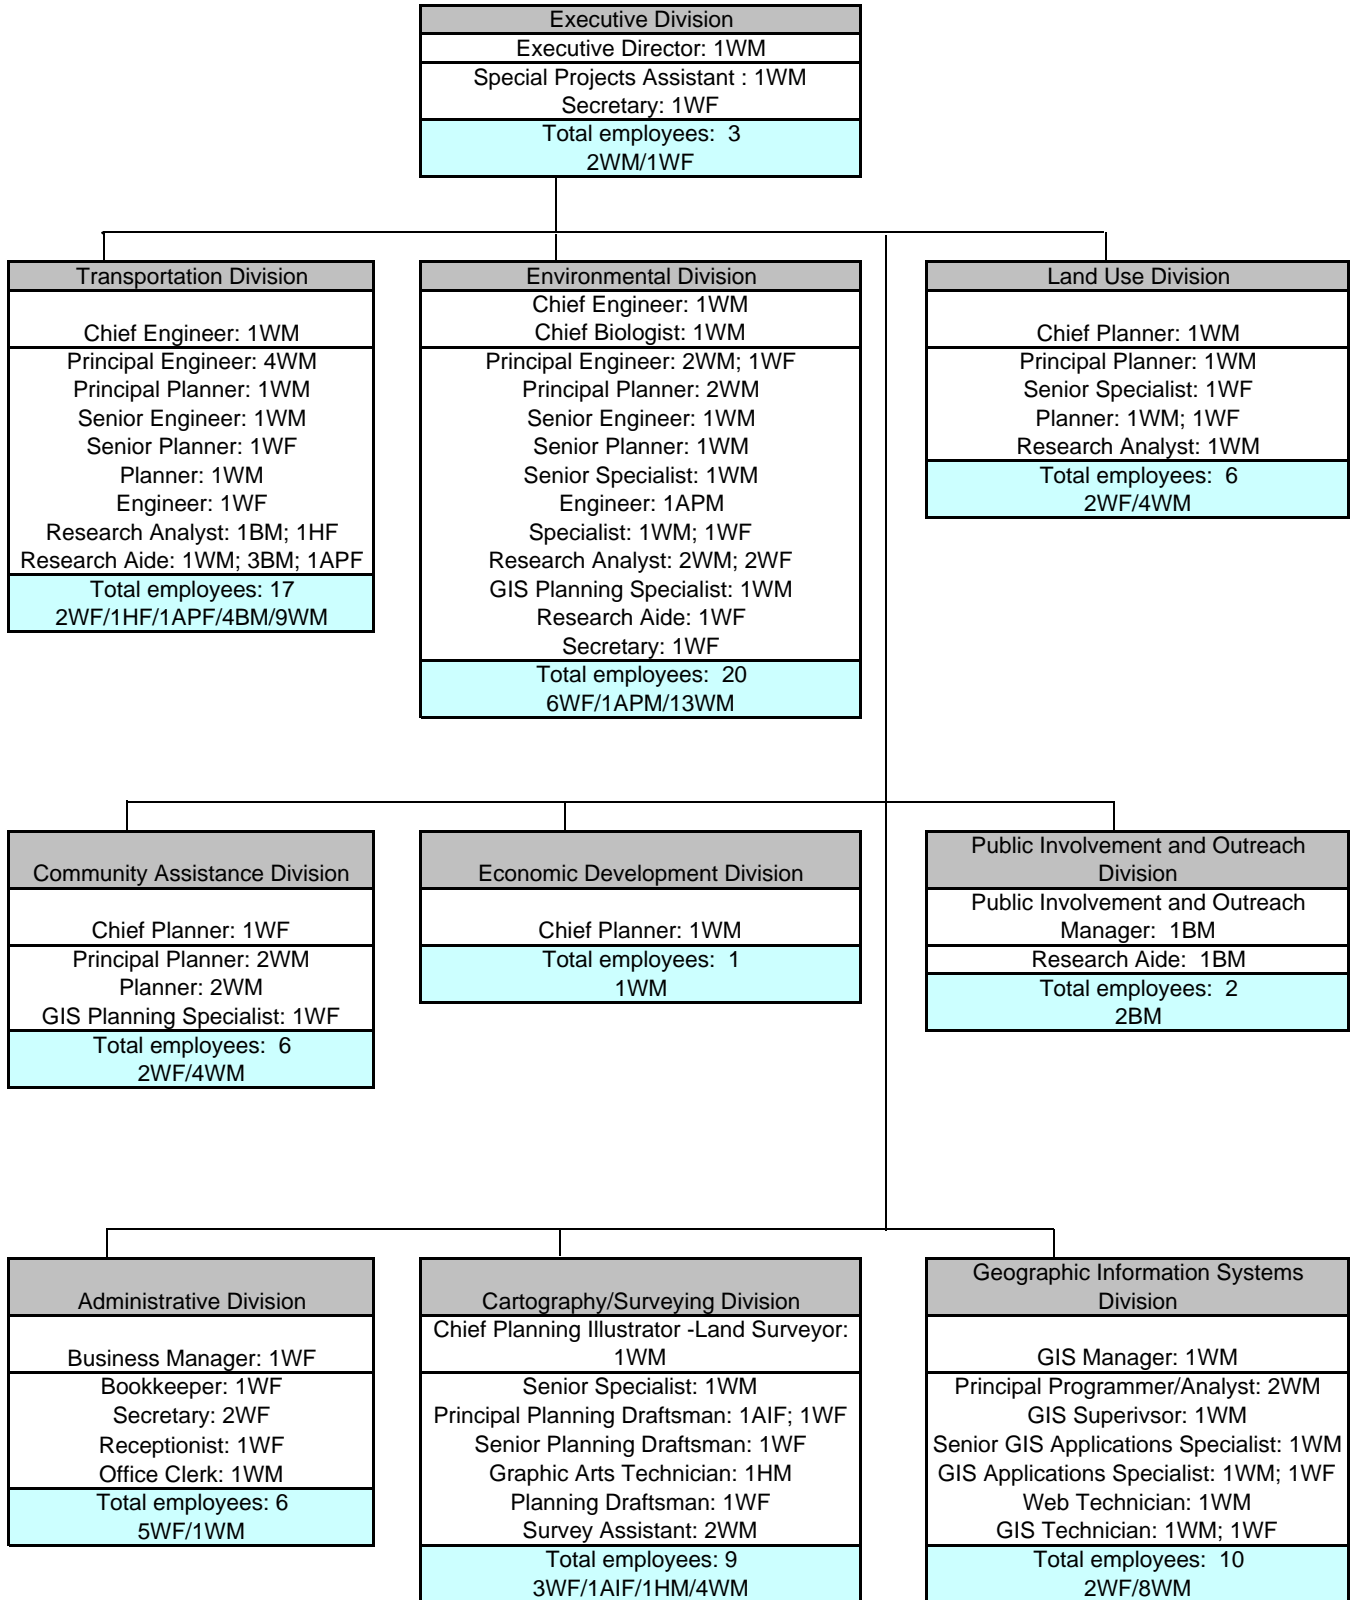 Executive Division
Executive Director: 1WM
Special Projects Assistant : 1WM
Secretary: 1WF
Total employees: 3
2WM/1WF
Transportation Division
Chief Engineer: 1WM
Principal Engineer: 4WM
Principal Planner: 1WM
Senior Engineer: 1WM
Senior Planner: 1WF
Planner: 1WM
Engineer: 1WF
Research Analyst: 1BM; 1HF
Research Aide: 1WM; 3BM; 1APF
Total employees: 17
2WF/1HF/1APF/4BM/9WM
Environmental Division
Chief Engineer: 1WM
Chief Biologist: 1WM
Principal Engineer: 2WM; 1WF
Principal Planner: 2WM
Senior Engineer: 1WM
Senior Planner: 1WM
Senior Specialist: 1WM
Engineer: 1APM
Specialist: 1WM; 1WF
Research Analyst: 2WM; 2WF
GIS Planning Specialist: 1WM
Research Aide: 1WF
Secretary: 1WF
Total employees: 20
6WF/1APM/13WM
Land Use Division
Chief Planner: 1WM
Principal Planner: 1WM
Senior Specialist: 1WF
Planner: 1WM; 1WF
Research Analyst: 1WM
Total employees: 6
2WF/4WM
Community Assistance Division
Chief Planner: 1WF
Principal Planner: 2WM
Planner: 2WM
GIS Planning Specialist: 1WF
Total employees: 6
2WF/4WM
Economic Development Division
Chief Planner: 1WM
Total employees: 1
1WM
Public Involvement and Outreach
Division
Public Involvement and Outreach
Manager: 1BM
Research Aide: 1BM
Total employees: 2
2BM
Administrative Division
Business Manager: 1WF
Bookkeeper: 1WF
Secretary: 2WF
Receptionist: 1WF
Office Clerk: 1WM
Total employees: 6
5WF/1WM
Cartography/Surveying Division
Chief Planning Illustrator -Land Surveyor:
1WM
Senior Specialist: 1WM
Principal Planning Draftsman: 1AIF; 1WF
Senior Planning Draftsman: 1WF
Graphic Arts Technician: 1HM
Planning Draftsman: 1WF
Survey Assistant: 2WM
Total employees: 9
3WF/1AIF/1HM/4WM
Geographic Information Systems
Division
GIS Manager: 1WM
Principal Programmer/Analyst: 2WM
GIS Superivsor: 1WM
Senior GIS Applications Specialist: 1WM
GIS Applications Specialist: 1WM; 1WF
Web Technician: 1WM
GIS Technician: 1WM; 1WF
Total employees: 10
2WF/8WM